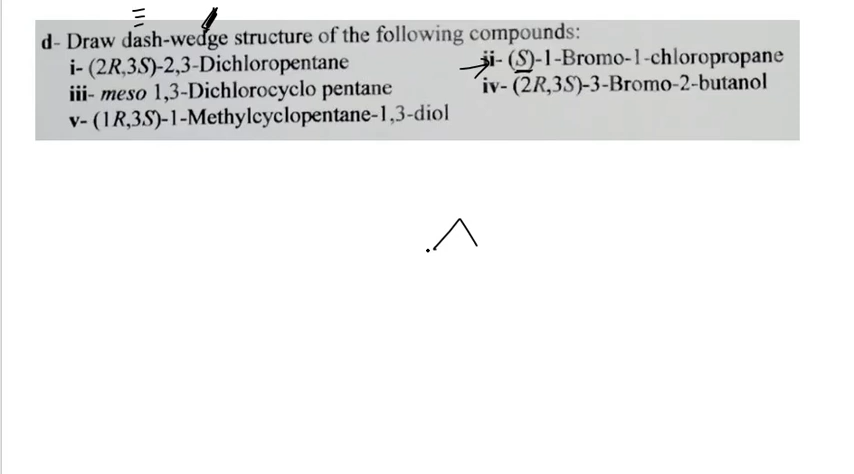 d- Draw dash-wedge structure of the following compounds:
i- (2R,3S)-2,3-Dichloropentane
ii- (S)-1-Bromo-1-chloropropane
iii- meso 1,3-Dichlorocyclo pentane
iv- (2R,3S)-3-Bromo-2-butanol
v- (1R,3S)-1-Methylcyclopentane-1,3-diol